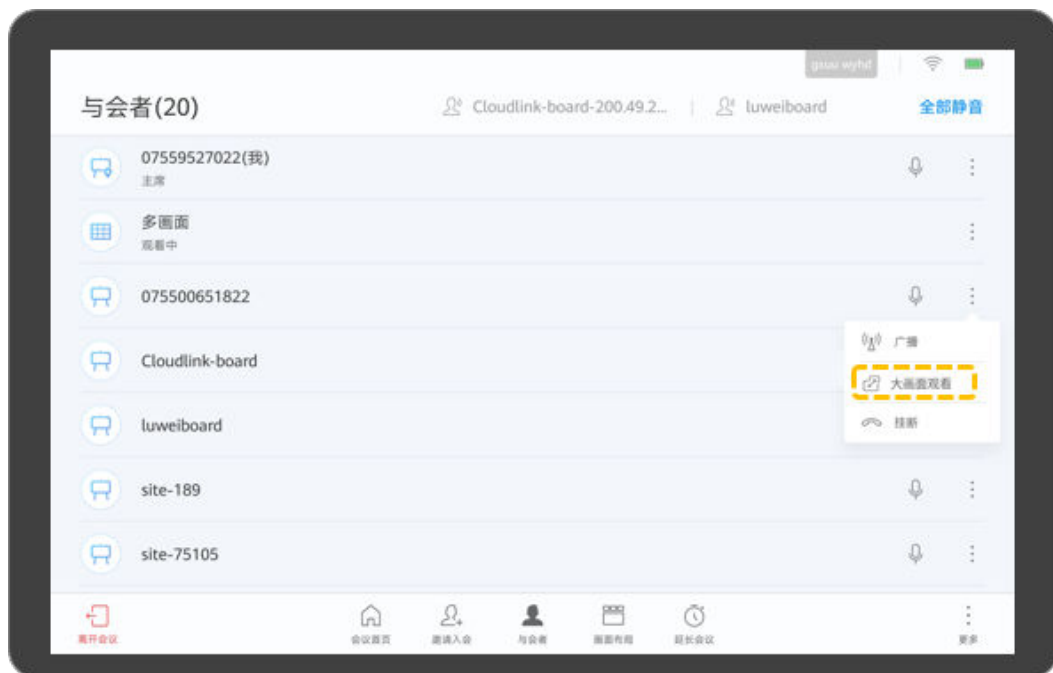 gsuu wyhd
与会者(20)
Cloudlink-board-200.49.2...
luweiboard
全部静音
07559527022(我)
主席
多画面
观看中
075500651822
广播
Cloudlink-board
大画面观看
luweiboard
挂断
site-189
site-75105
离开会议
会议首页
邀请入会
与会者
画面布局
延长会议
更多